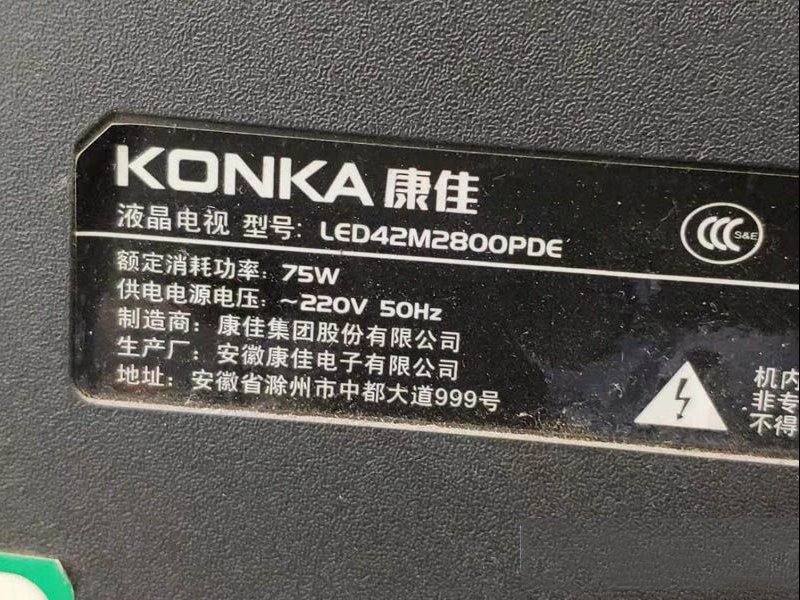 KONKA 康佳
液晶电视 型号: LED42M2800PDE
CCC S&E
额定消耗功率: 75W
供电电源电压: ~220V 50Hz
制造商: 康佳集团股份有限公司
生产厂: 安徽康佳电子有限公司
地址: 安徽省滁州市中都大道999号
机内
非专
不得